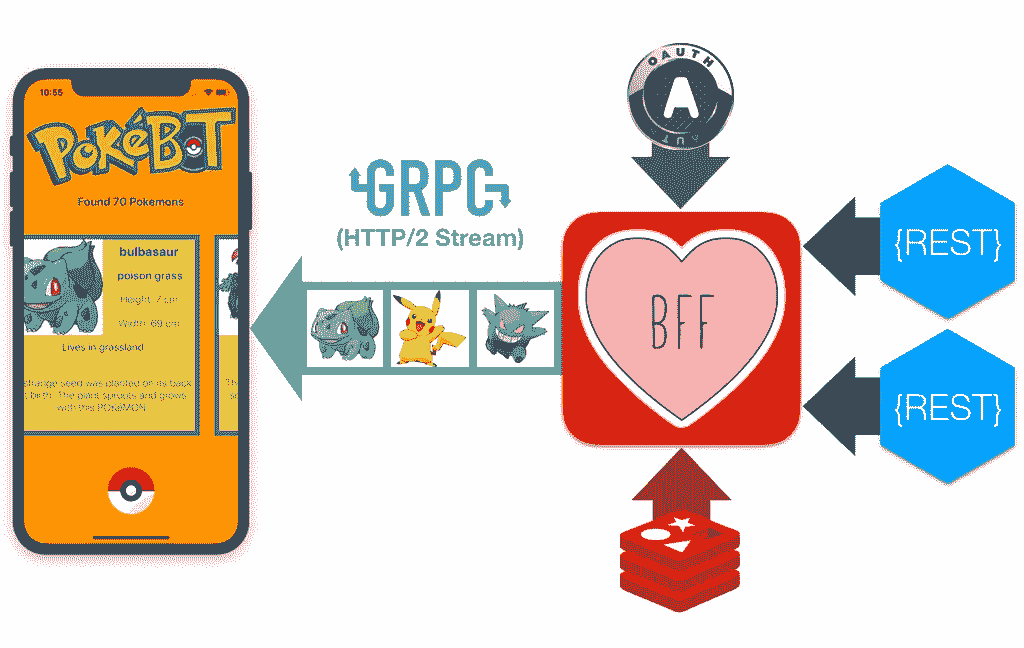 10:55
PoKéBOT
Found 70 Pokemons
bulbasaur
poison grass
Height: 7 cm
Width: 69 cm
Lives in grassland
strange seed was planted on its back
t birth. The plant sprouts and grows
with this POKéMON.
Th
GRPC
(HTTP/2 Stream)
OAUTH
A
BFF
{REST}
{REST}